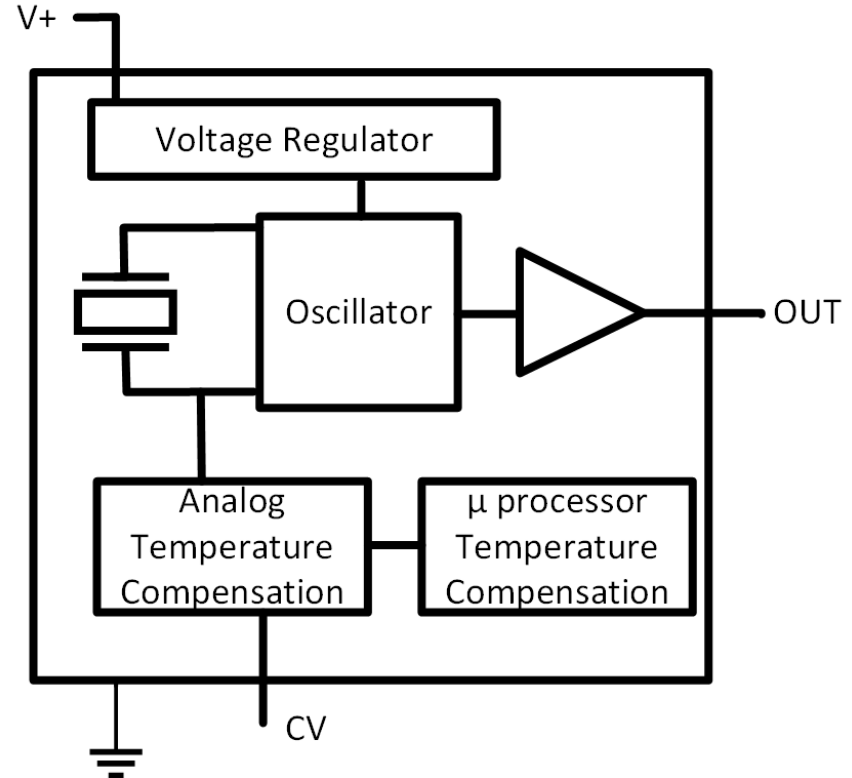 V+
Voltage Regulator
Oscillator
OUT
Analog
Temperature
Compensation
µ processor
Temperature
Compensation
CV